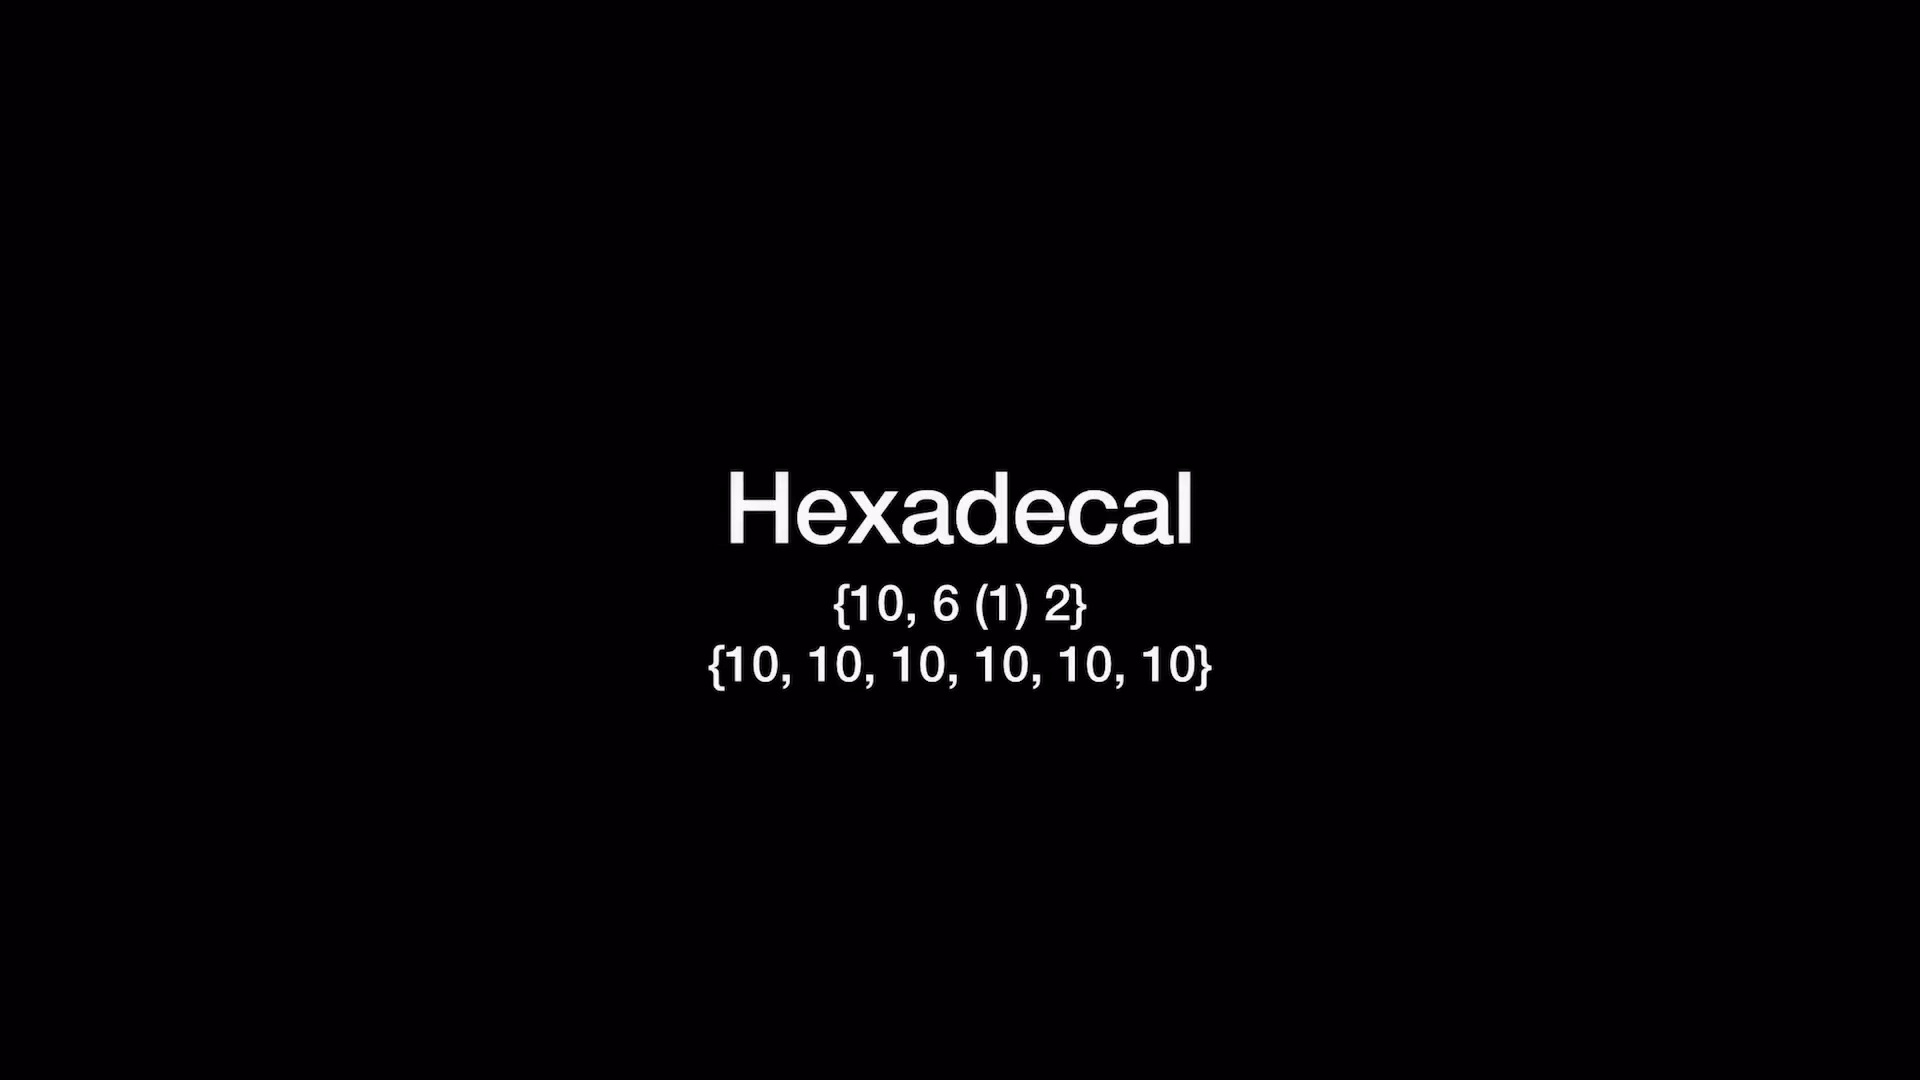 Hexadecal
{10, 6 (1) 2}
{10, 10, 10, 10, 10, 10}